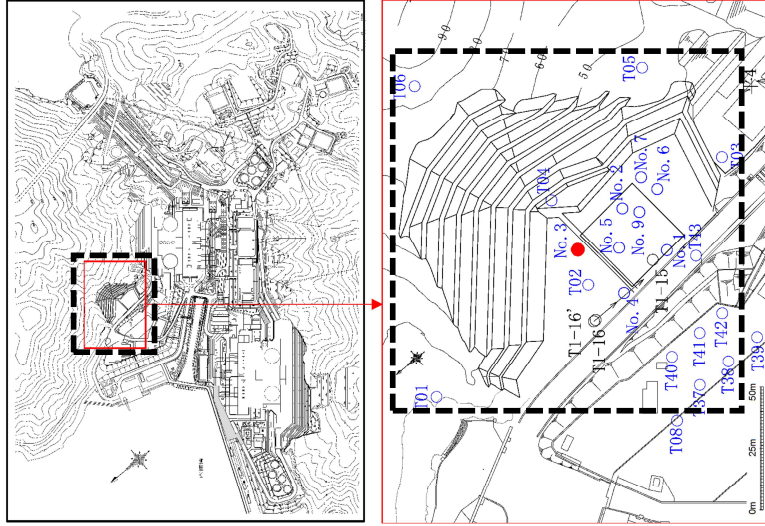 90
70
60
50
T06
T05
T04
T03
No. 7
No. 6
No. 2
No. 9
No. 5
No. 3
No. 1
T43
T02
No. 4
T1-15
T1-16'
T1-16
T42
T41
T40
T39
T38
T37
T08
T01
0m
25m
50m